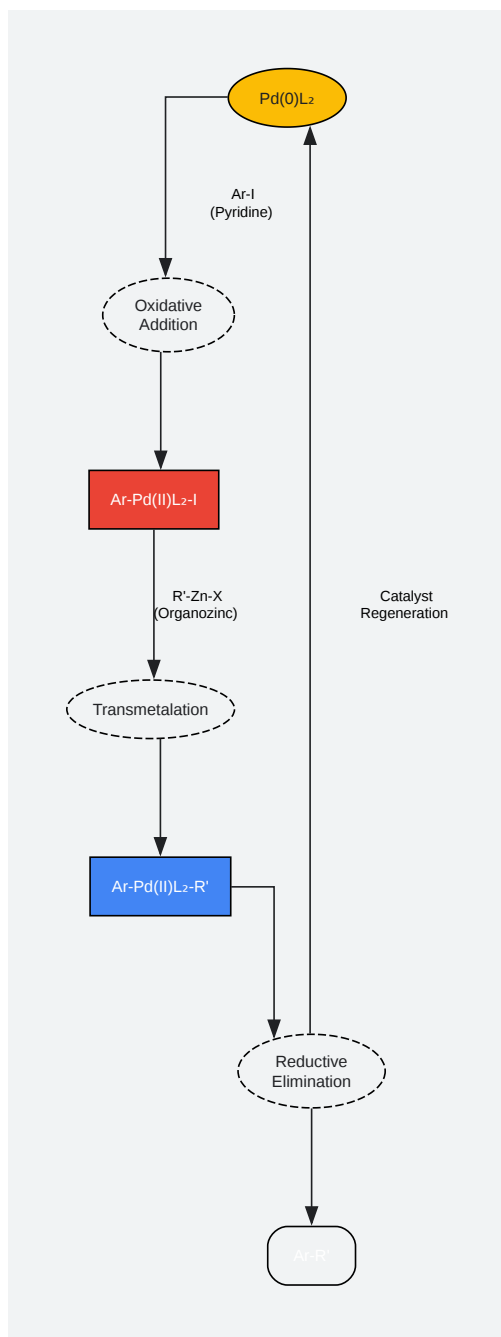 Pd(0)L₂
Ar-I
(Pyridine)
Oxidative
Addition
Ar-Pd(II)L₂-I
R'-Zn-X
(Organozinc)
Catalyst
Regeneration
Transmetalation
Ar-Pd(II)L₂-R'
Reductive
Elimination
Ar-R'